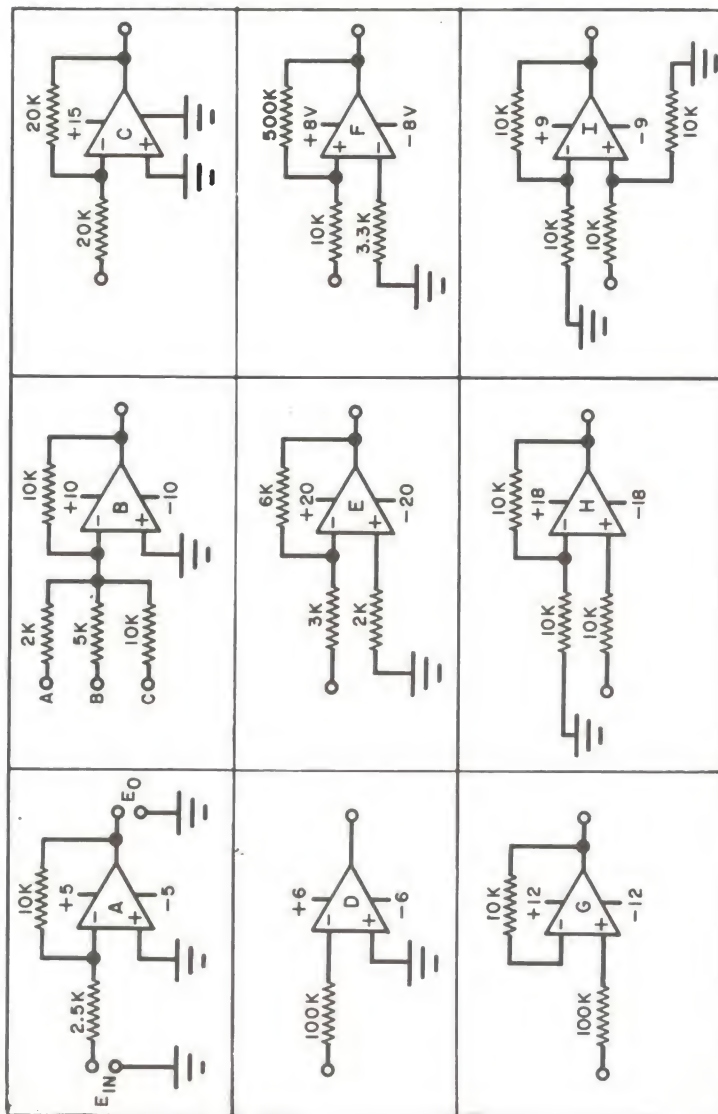 10K
+5
2.5K
-
A
+
EIN
-5
EO
10K
+10
A
2K
B
5K
C
10K
-
B
+
-10
20K
+15
20K
-
C
+
+6
100K
-
D
+
-6
6K
+20
3K
-
E
2K
+
-20
500K
+8V
10K
+
F
3.3K
-
-8V
10K
+12
-
G
100K
+
-12
10K
+18
10K
-
H
10K
+
-18
10K
+9
10K
-
I
10K
+
-9
10K